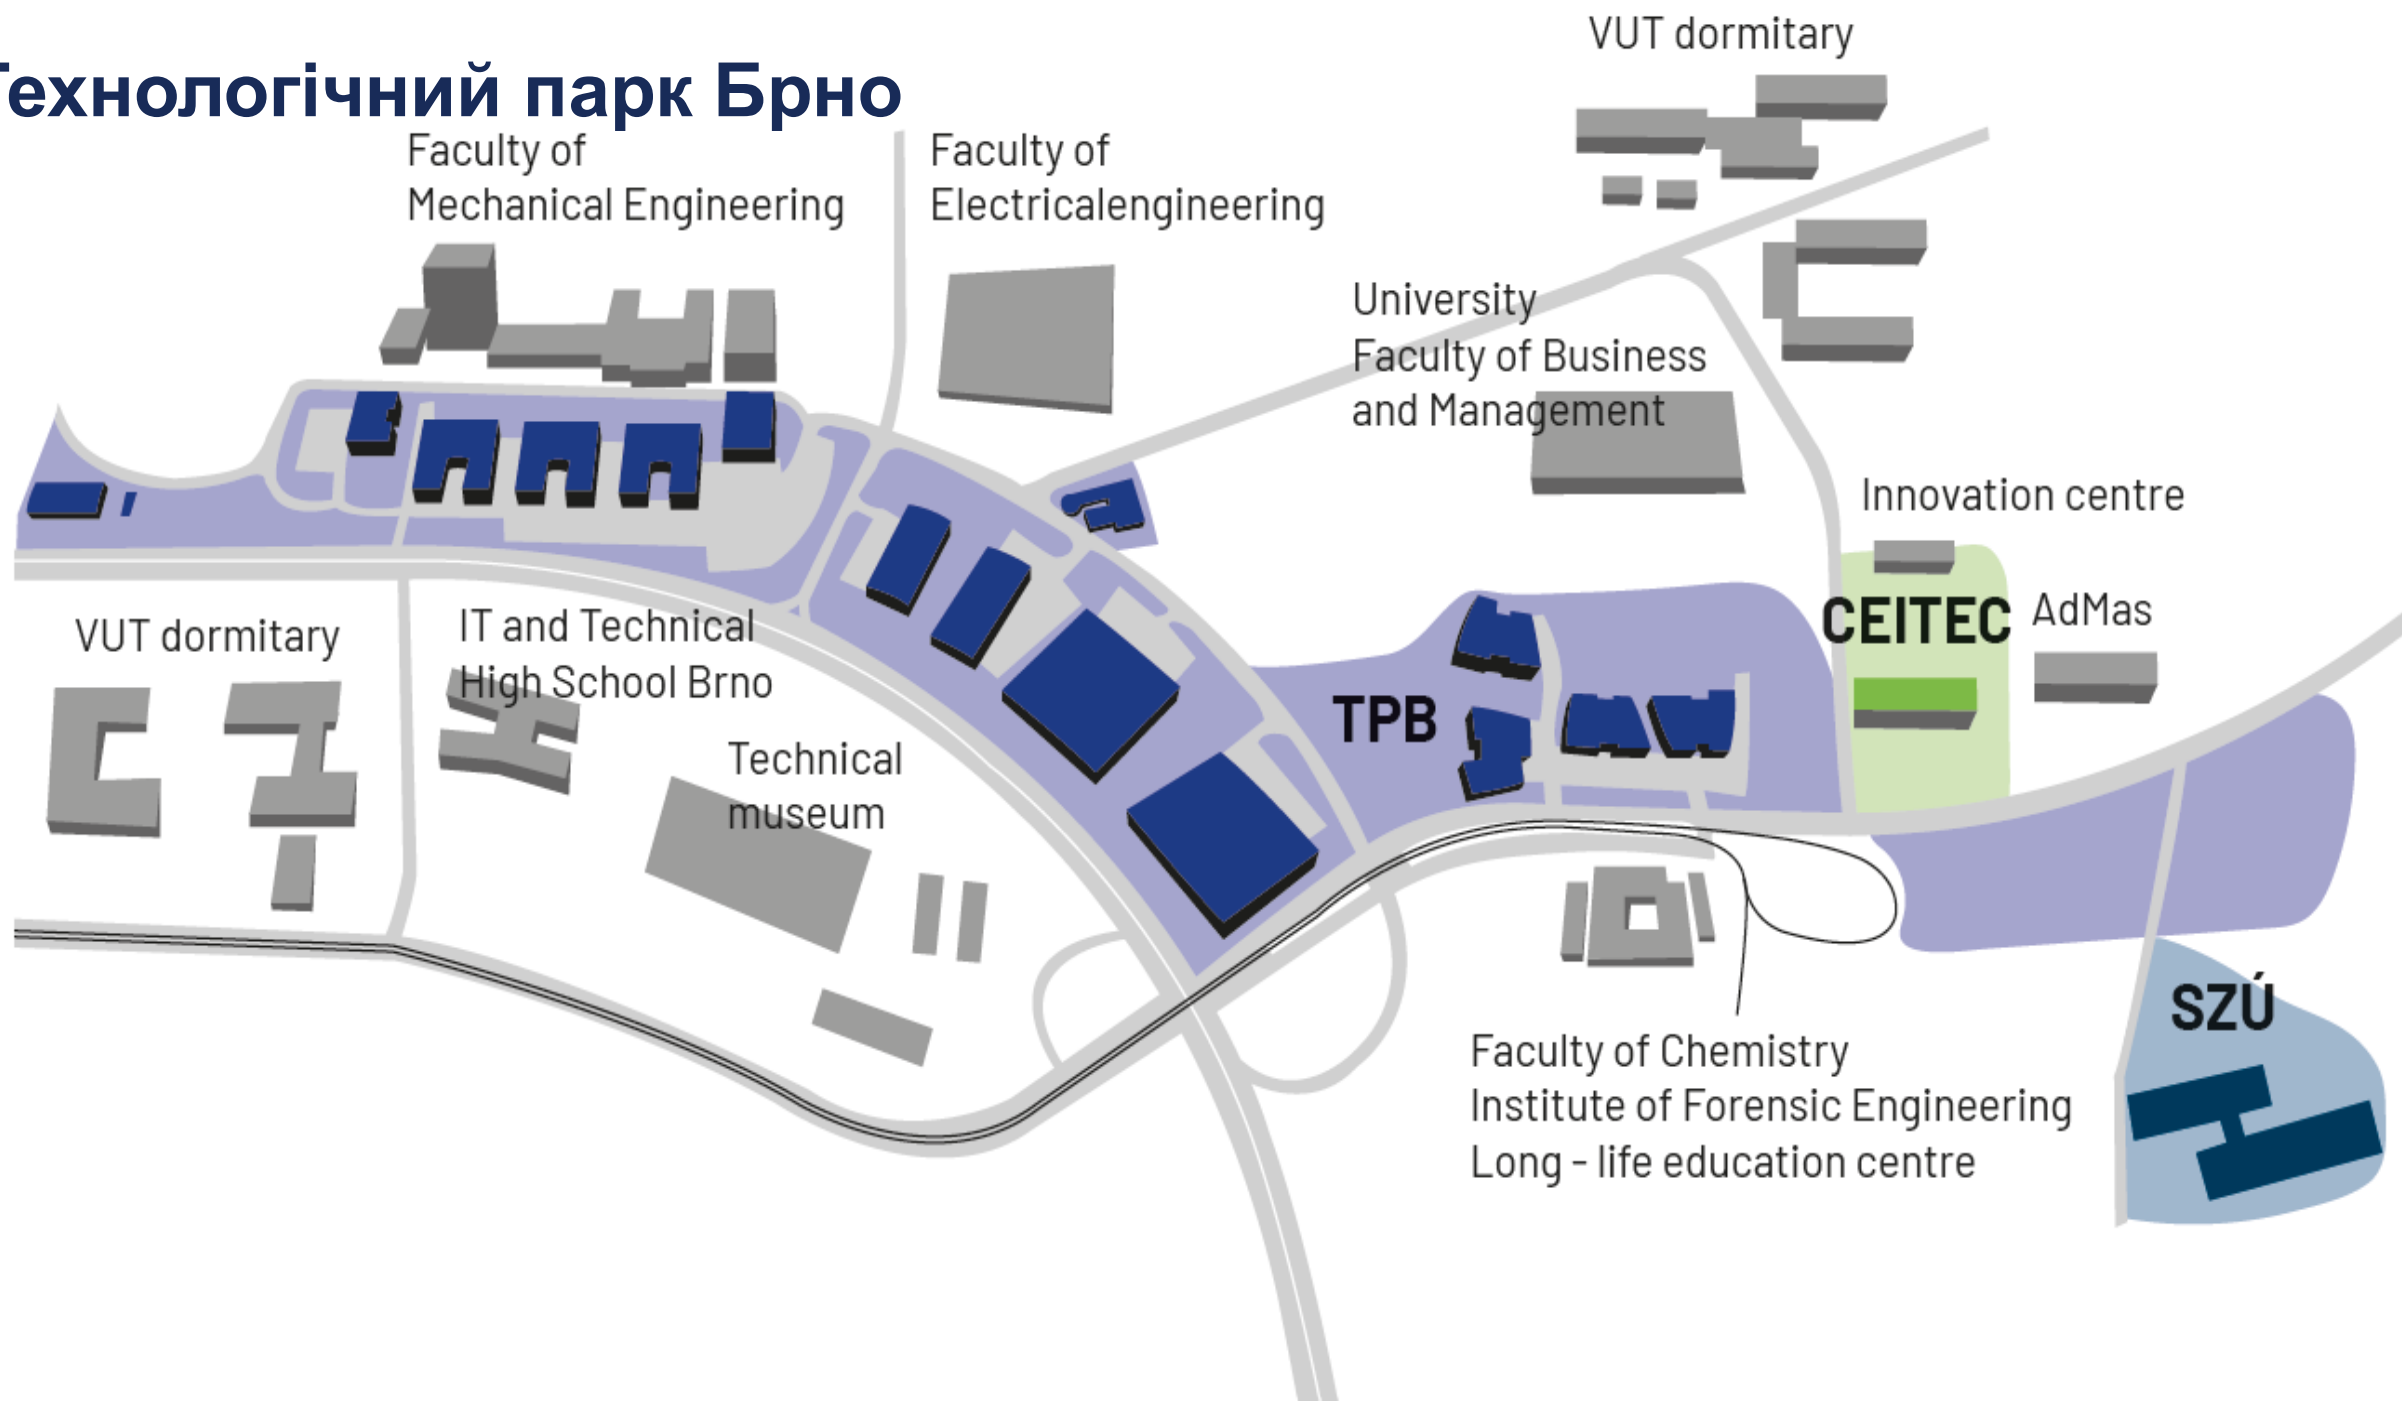 Технологічний парк Брно
VUT dormitary
Faculty of
Mechanical Engineering
Faculty of
Electricalengineering
University
Faculty of Business
and Management
Innovation centre
CEITEC
AdMas
VUT dormitary
IT and Technical
High School Brno
TPB
Technical
museum
SZÚ
Faculty of Chemistry
Institute of Forensic Engineering
Long - life education centre